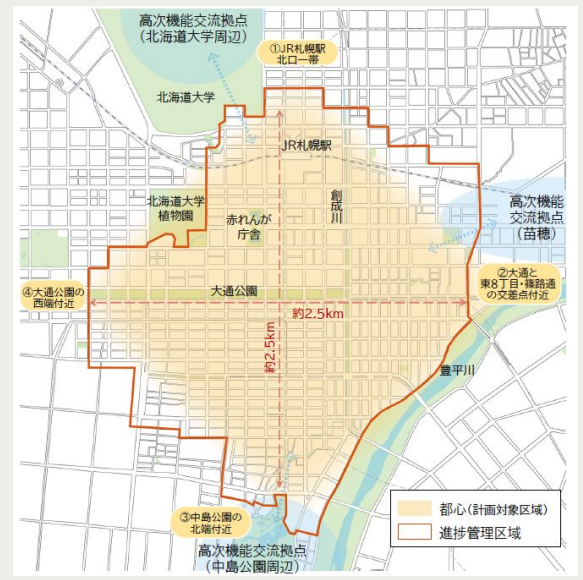 高次機能交流拠点
(北海道大学周辺)
①JR札幌駅
北口一帯
北海道大学
JR札幌駅
北海道大学
植物園
赤れんが
庁舎
創成川
高次機能
交流拠点
(苗穂)
④大通公園の
西端付近
大通公園
約2.5km
約2.5km
②大通と
東8丁目・篠路通
の交差点付近
豊平川
③中島公園の
北端付近
高次機能交流拠点
(中島公園周辺)
都心(計画対象区域)
進捗管理区域